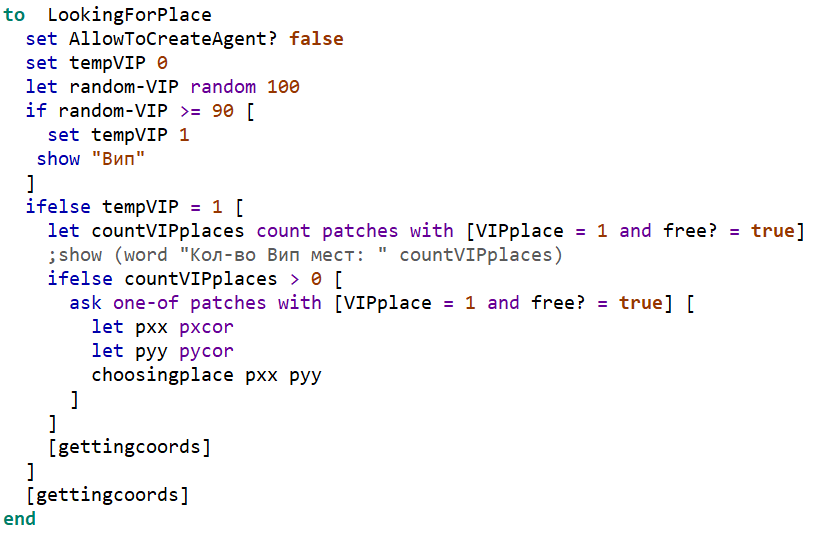 to  LookingForPlace
  set AllowToCreateAgent? false
  set tempVIP 0
  let random-VIP random 100
  if random-VIP >= 90 [
    set tempVIP 1
   show "Вип"
  ]
  ifelse tempVIP = 1 [
    let countVIPplaces count patches with [VIPplace = 1 and free? = true]
    ;show (word "Кол-во Вип мест: " countVIPplaces)
    ifelse countVIPplaces > 0 [
      ask one-of patches with [VIPplace = 1 and free? = true] [
        let pxx pxcor
        let pyy pycor
        choosingplace pxx pyy
      ]
    ]
    [gettingcoords]
  ]
  [gettingcoords]
end